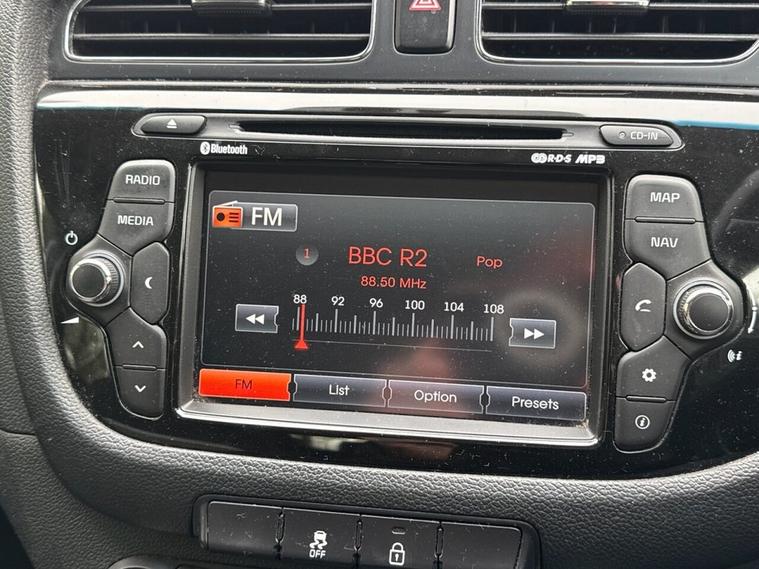 CD-IN
Bluetooth
R·D·S MP3
RADIO
MEDIA
MAP
NAV
FM
1
BBC R2
Pop
88.50 MHz
88 92 96 100 104 108
FM
List
Option
Presets
OFF